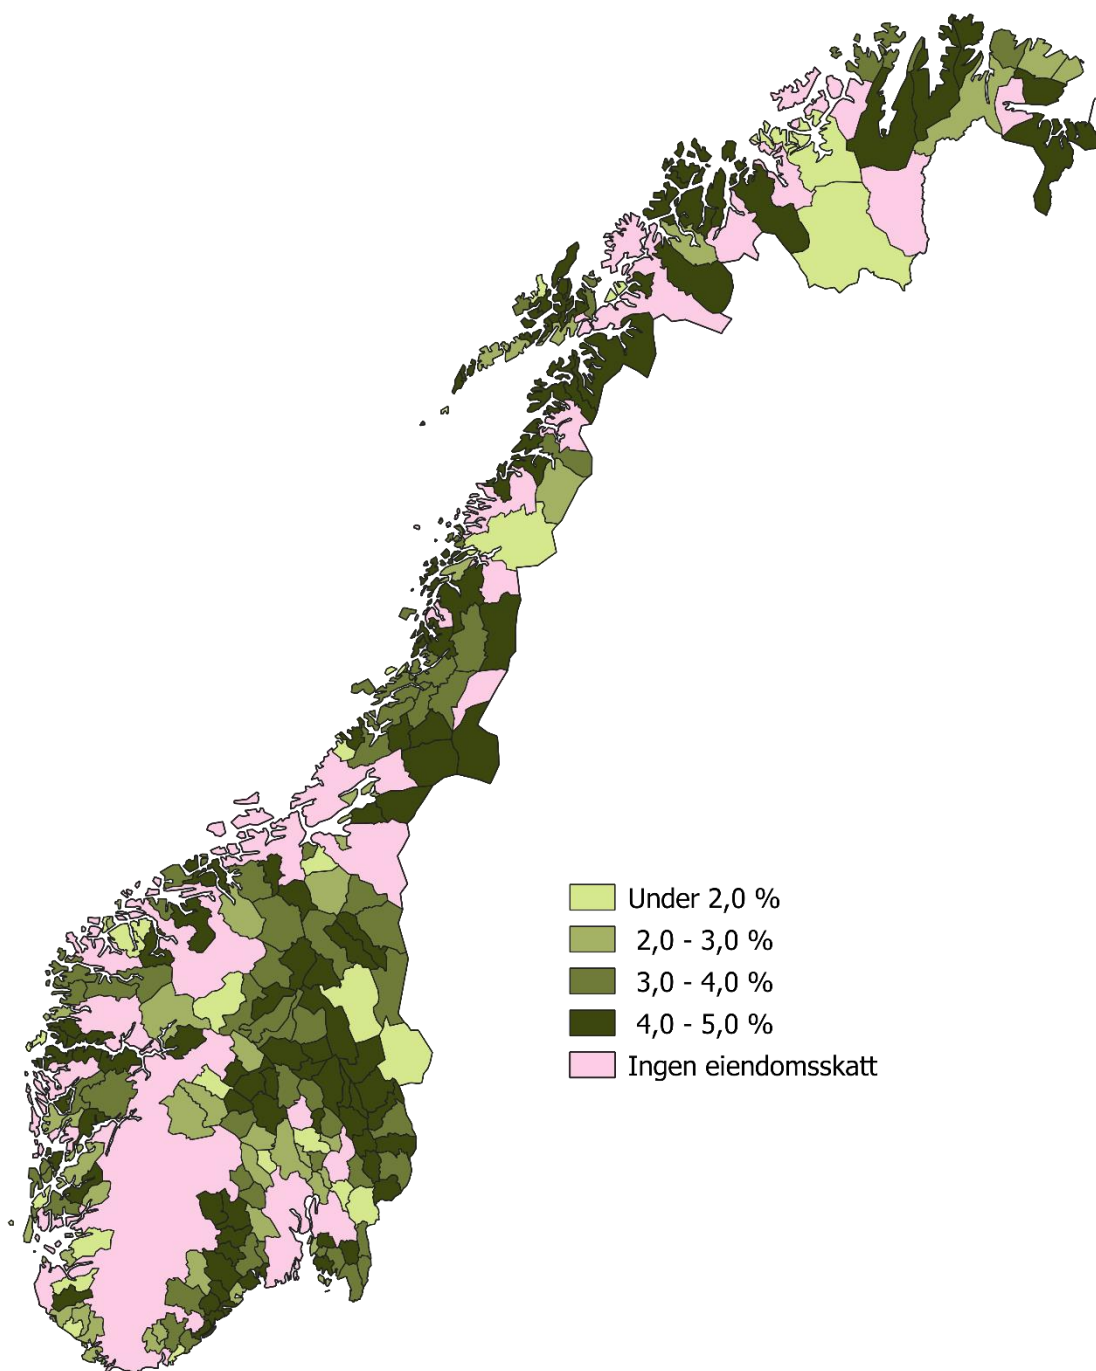 Under 2,0 %
2,0 - 3,0 %
3,0 - 4,0 %
4,0 - 5,0 %
Ingen eiendomsskatt